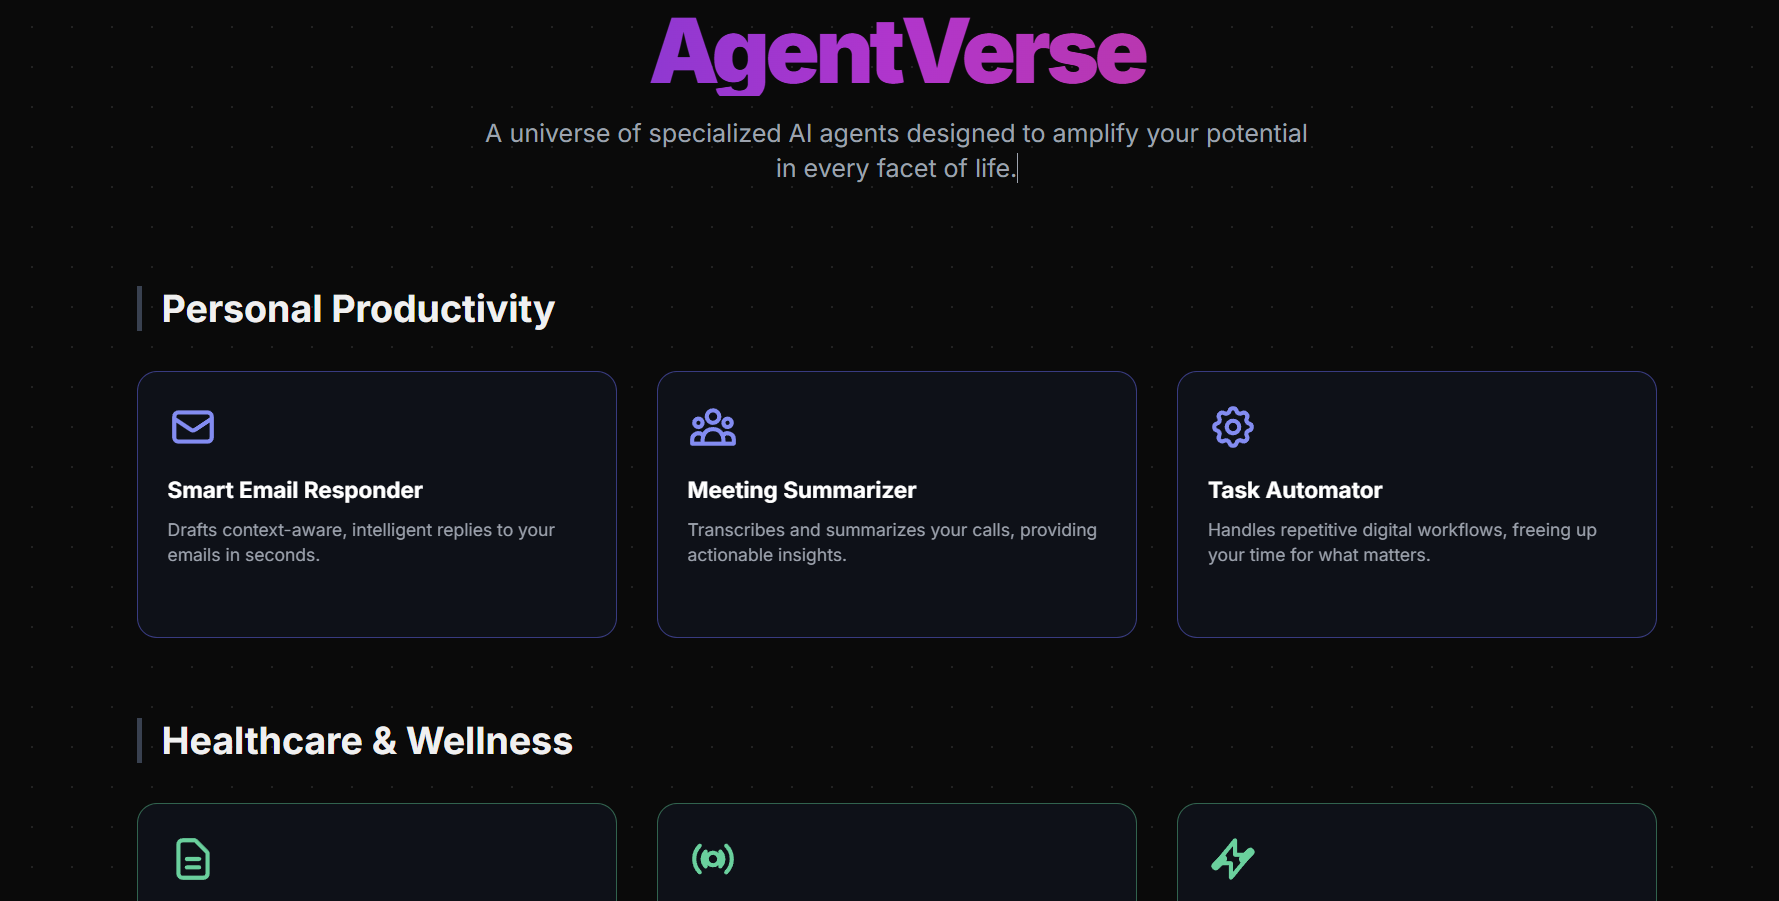 AgentVerse
A universe of specialized AI agents designed to amplify your potential
in every facet of life.
Personal Productivity
Smart Email Responder
Drafts context-aware, intelligent replies to your
emails in seconds.
Meeting Summarizer
Transcribes and summarizes your calls, providing
actionable insights.
Task Automator
Handles repetitive digital workflows, freeing up
your time for what matters.
Healthcare & Wellness